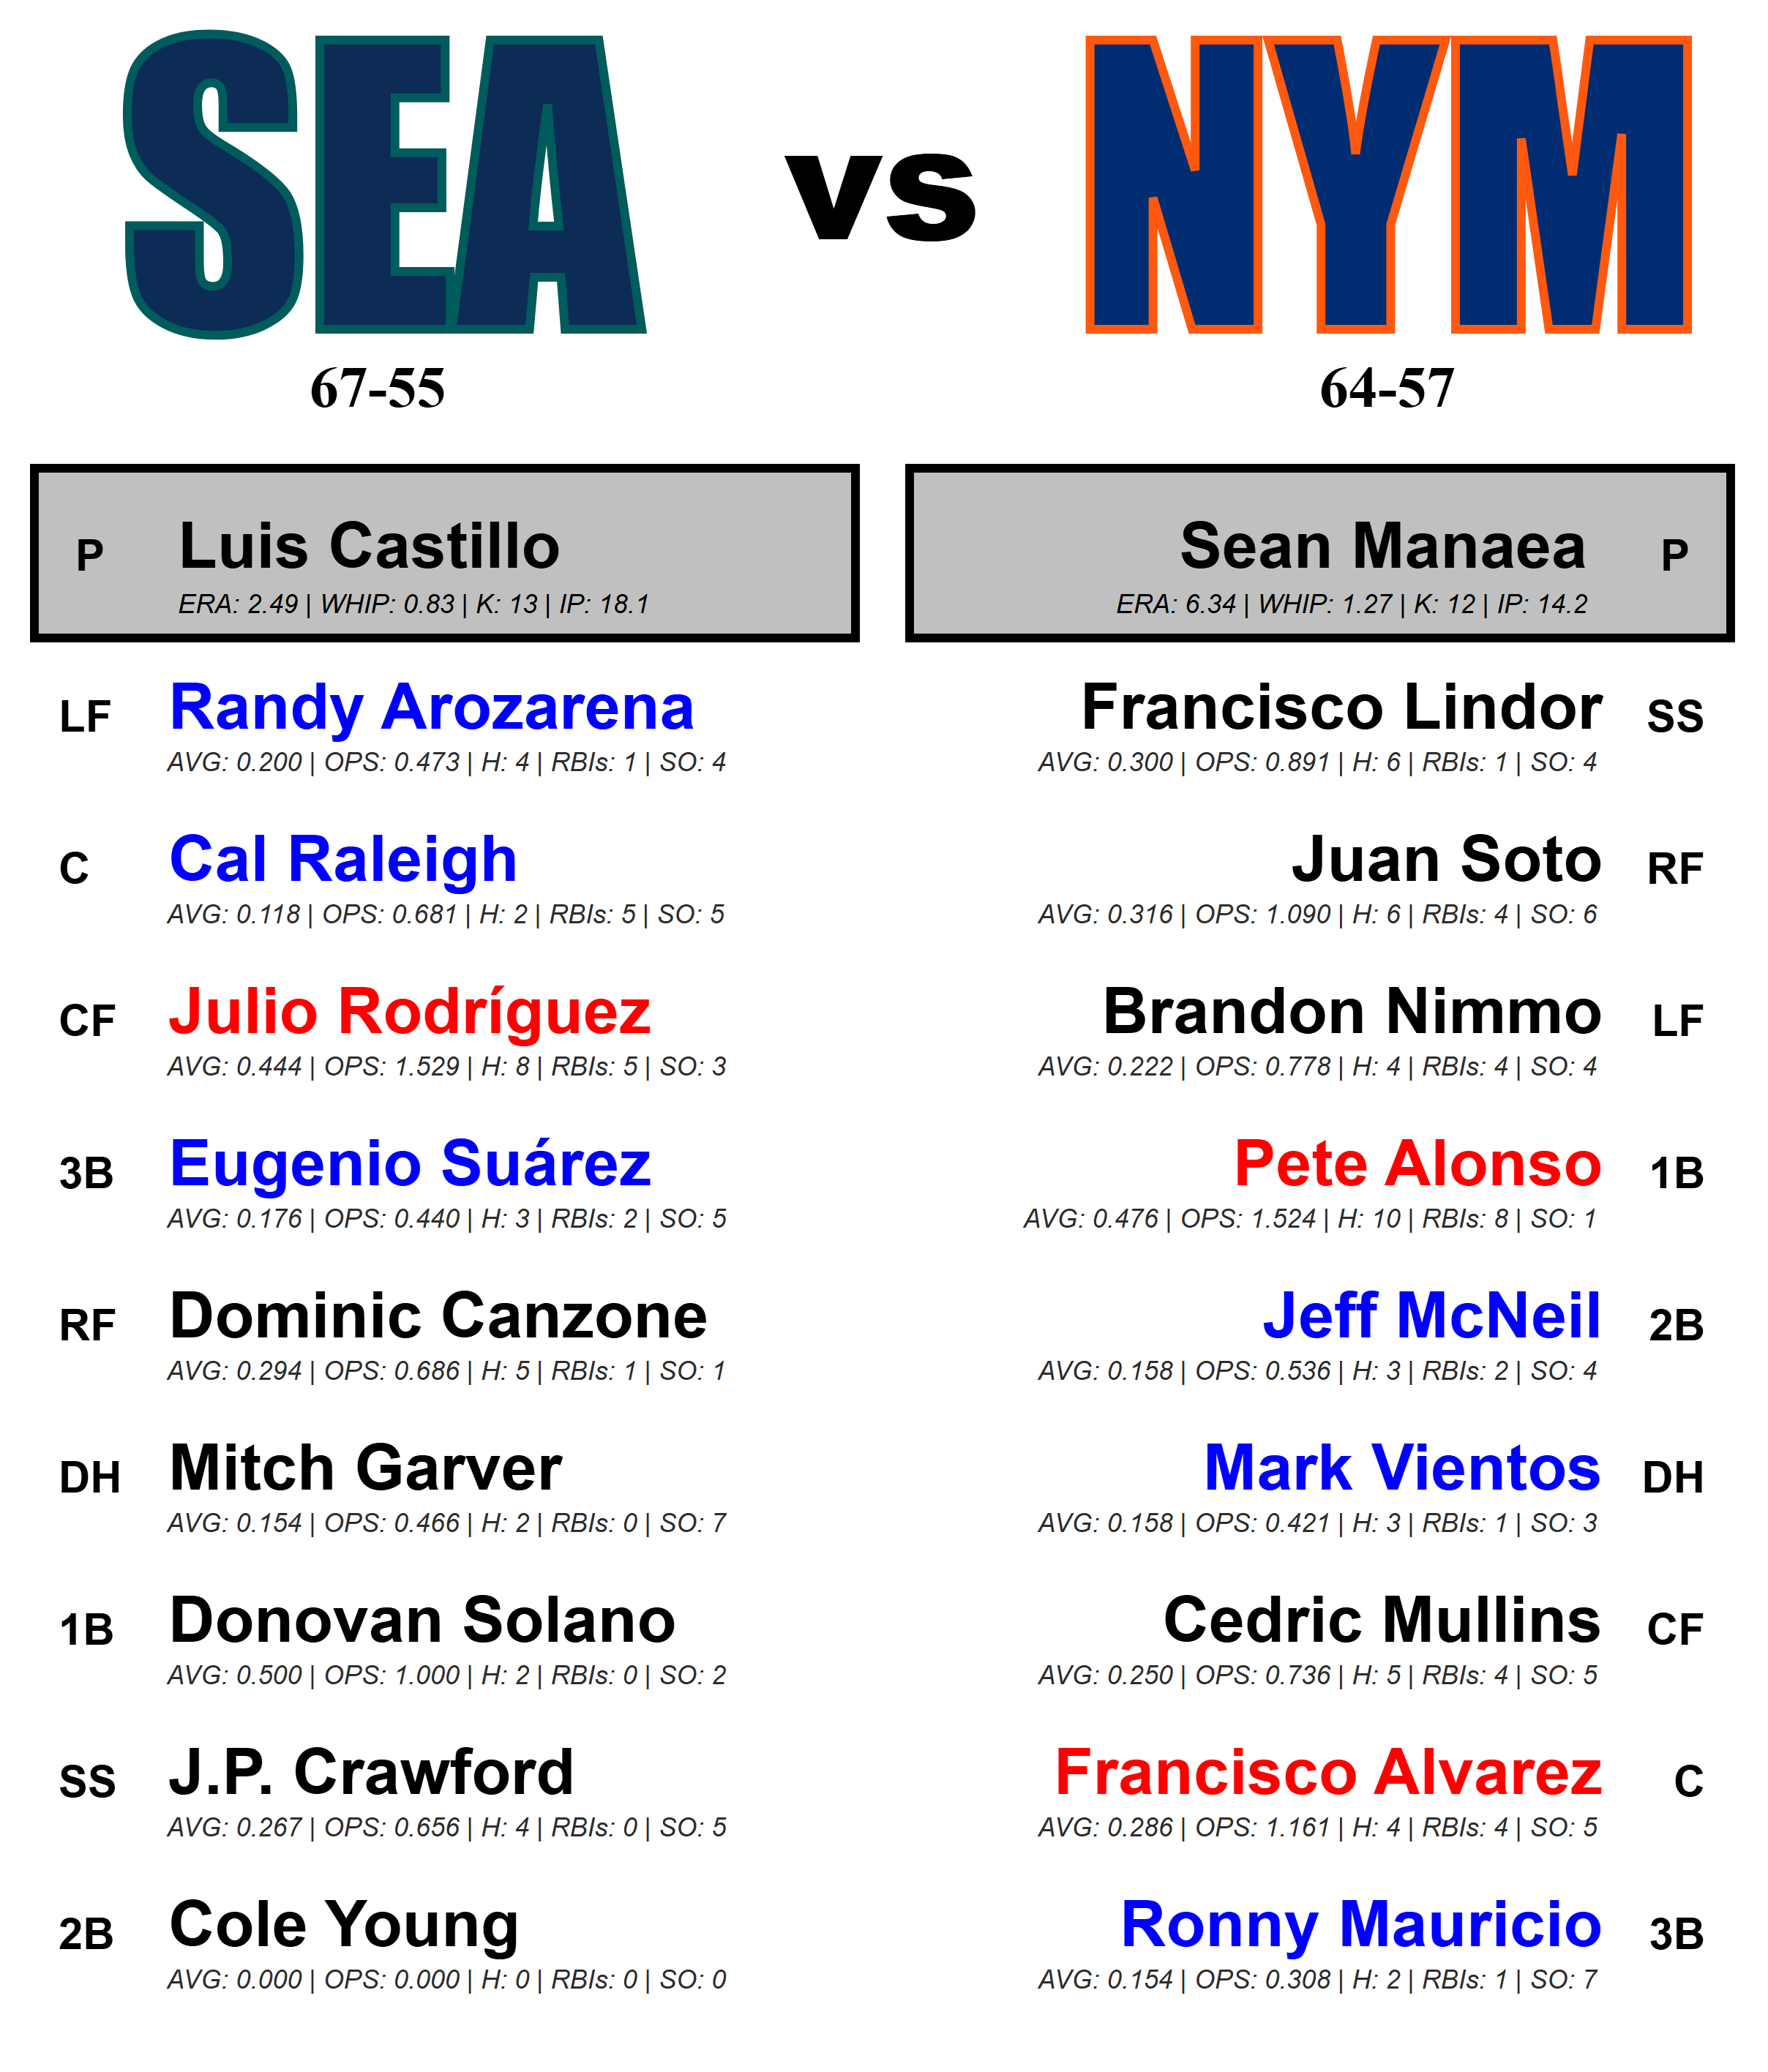 SEA vs NYM
67-55
64-57
P Luis Castillo
ERA: 2.49 | WHIP: 0.83 | K: 13 | IP: 18.1
Sean Manaea P
ERA: 6.34 | WHIP: 1.27 | K: 12 | IP: 14.2
LF Randy Arozarena
AVG: 0.200 | OPS: 0.473 | H: 4 | RBIs: 1 | SO: 4
C Cal Raleigh
AVG: 0.118 | OPS: 0.681 | H: 2 | RBIs: 5 | SO: 5
CF Julio Rodríguez
AVG: 0.444 | OPS: 1.529 | H: 8 | RBIs: 5 | SO: 3
3B Eugenio Suárez
AVG: 0.176 | OPS: 0.440 | H: 3 | RBIs: 2 | SO: 5
RF Dominic Canzone
AVG: 0.294 | OPS: 0.686 | H: 5 | RBIs: 1 | SO: 1
DH Mitch Garver
AVG: 0.154 | OPS: 0.466 | H: 2 | RBIs: 0 | SO: 7
1B Donovan Solano
AVG: 0.500 | OPS: 1.000 | H: 2 | RBIs: 0 | SO: 2
SS J.P. Crawford
AVG: 0.267 | OPS: 0.656 | H: 4 | RBIs: 0 | SO: 5
2B Cole Young
AVG: 0.000 | OPS: 0.000 | H: 0 | RBIs: 0 | SO: 0
Francisco Lindor SS
AVG: 0.300 | OPS: 0.891 | H: 6 | RBIs: 1 | SO: 4
Juan Soto RF
AVG: 0.316 | OPS: 1.090 | H: 6 | RBIs: 4 | SO: 6
Brandon Nimmo LF
AVG: 0.222 | OPS: 0.778 | H: 4 | RBIs: 4 | SO: 4
Pete Alonso 1B
AVG: 0.476 | OPS: 1.524 | H: 10 | RBIs: 8 | SO: 1
Jeff McNeil 2B
AVG: 0.158 | OPS: 0.536 | H: 3 | RBIs: 2 | SO: 4
Mark Vientos DH
AVG: 0.158 | OPS: 0.421 | H: 3 | RBIs: 1 | SO: 3
Cedric Mullins CF
AVG: 0.250 | OPS: 0.736 | H: 5 | RBIs: 4 | SO: 5
Francisco Alvarez C
AVG: 0.286 | OPS: 1.161 | H: 4 | RBIs: 4 | SO: 5
Ronny Mauricio 3B
AVG: 0.154 | OPS: 0.308 | H: 2 | RBIs: 1 | SO: 7